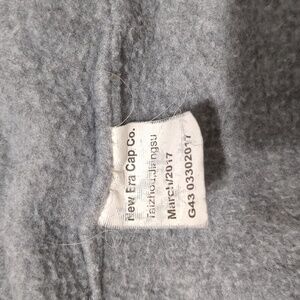 New Era Cap Co.
Taizhou,Jiangsu
March/2017
G43 03302017